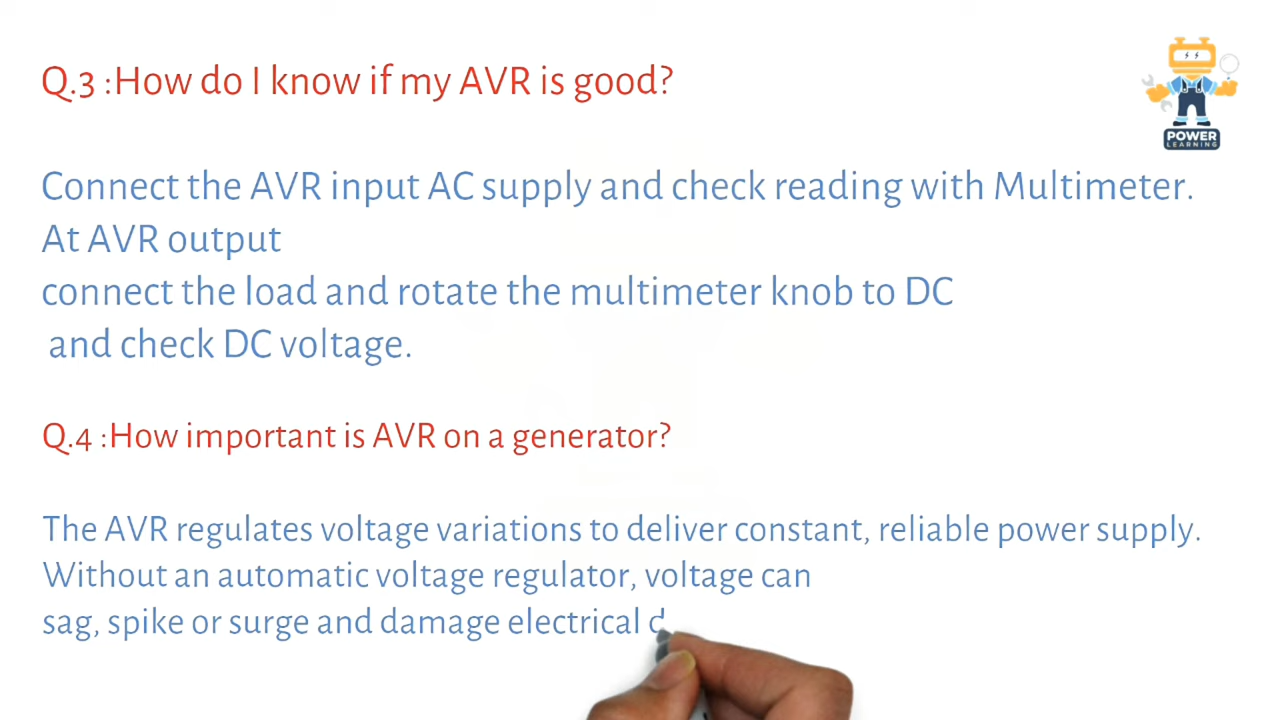 Q.3 :How do I know if my AVR is good?
POWER
LEARNING
Connect the AVR input AC supply and check reading with Multimeter.
At AVR output
connect the load and rotate the multimeter knob to DC
and check DC voltage.
Q.4 :How important is AVR on a generator?
The AVR regulates voltage variations to deliver constant, reliable power supply.
Without an automatic voltage regulator, voltage can
sag, spike or surge and damage electrical